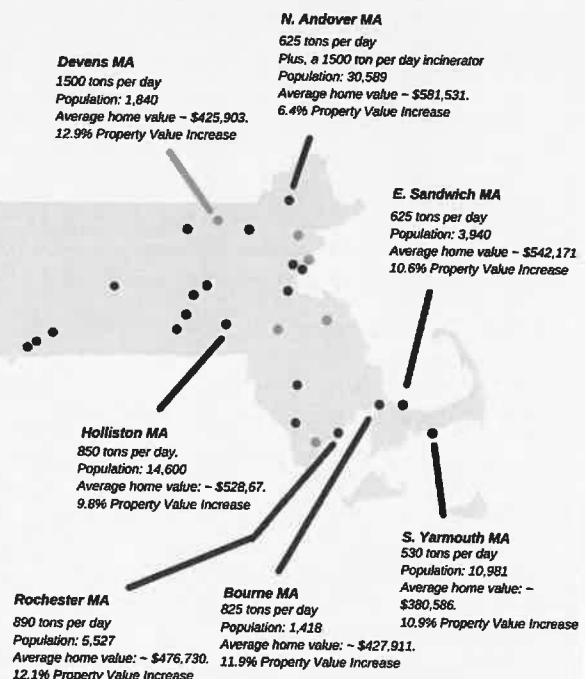 N. Andover MA
625 tons per day
Plus, a 1500 ton per day incinerator
Population: 30,589
Average home value ~ $581,531.
6.4% Property Value Increase
Devens MA
1500 tons per day
Population: 1,840
Average home value ~ $425,903.
12.9% Property Value Increase
E. Sandwich MA
625 tons per day
Population: 3,940
Average home value ~ $542,171
10.6% Property Value Increase
Holliston MA
850 tons per day.
Population: 14,600
Average home value: ~ $528,67.
9.8% Property Value Increase
S. Yarmouth MA
530 tons per day
Population: 10,981
Average home value: ~
$380,586.
10.9% Property Value Increase
Rochester MA
890 tons per day
Population: 5,527
Average home value: ~ $476,730.
12.1% Property Value Increase
Bourne MA
825 tons per day
Population: 1,418
Average home value: ~ $427,911.
11.9% Property Value Increase